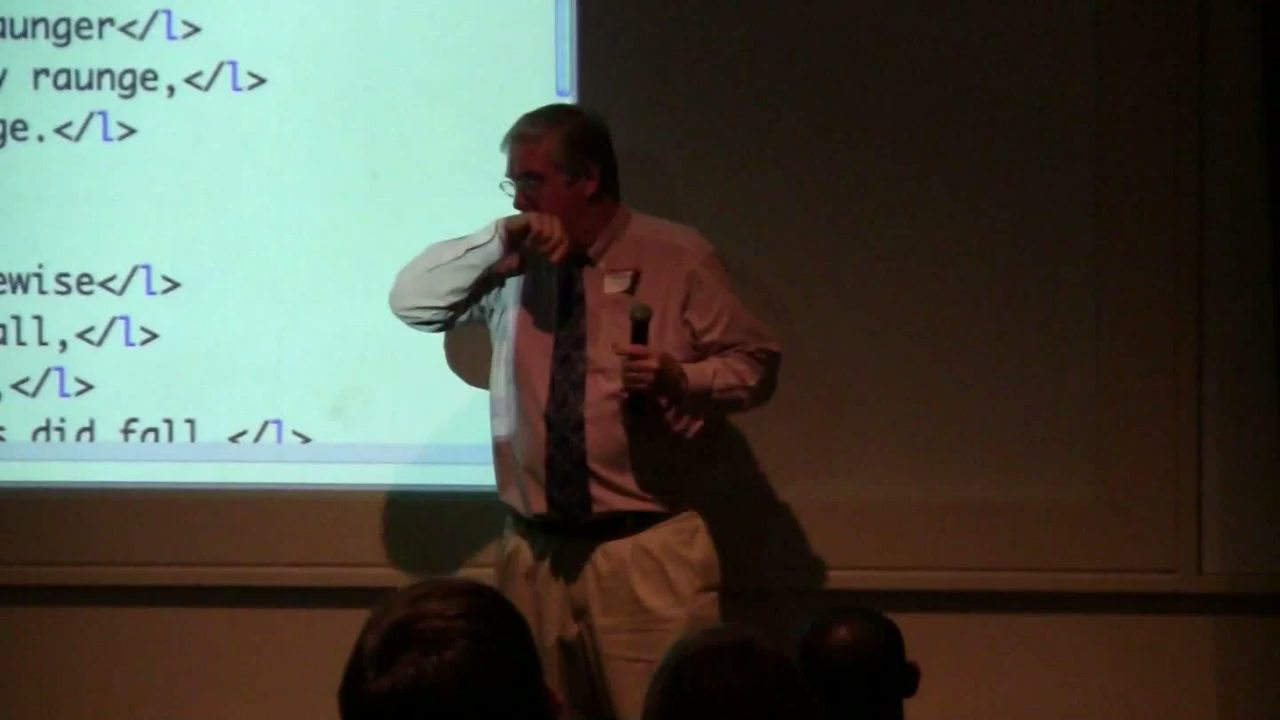 aunger</l>
y raunge,</l>
ge.</l>
ewise</l>
all,</l>
,</l>
s did fall </l>